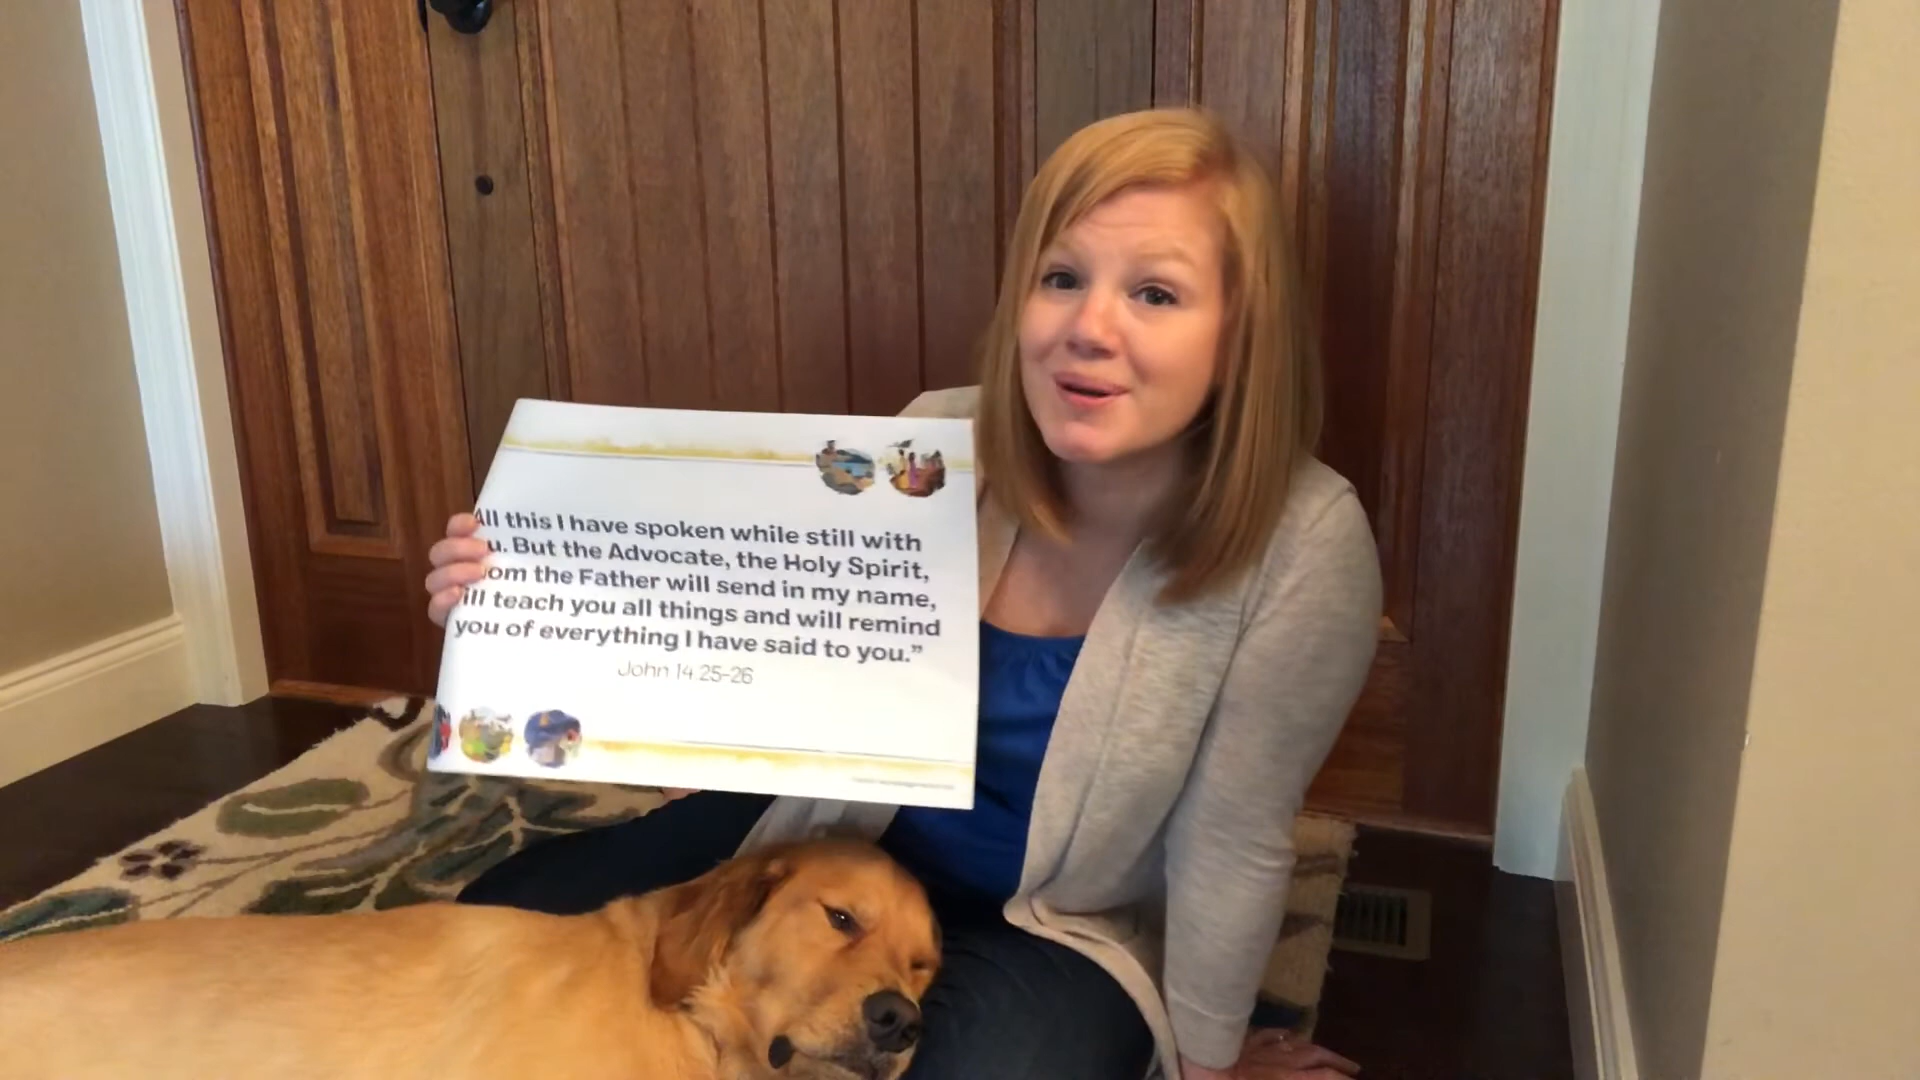 All this I have spoken while still with
u. But the Advocate, the Holy Spirit,
om the Father will send in my name,
ill teach you all things and will remind
you of everything I have said to you.”
John 14.25-26